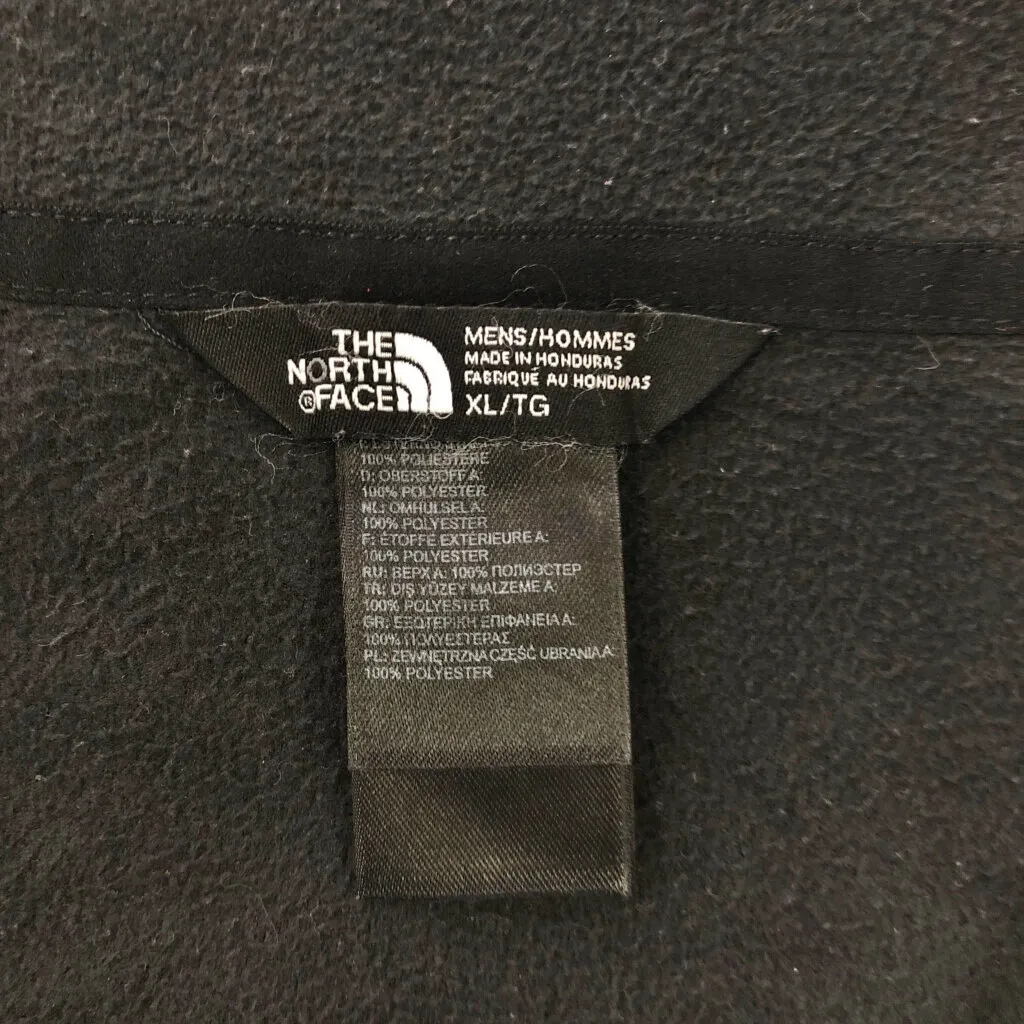 THE
NORTH
®FACE
MENS/HOMMES
MADE IN HONDURAS
FABRIQUÉ AU HONDURAS
XL/TG
100% POLIESTERE
D: OBERSTOFF A:
100% POLYESTER
NL: OMHULSEL A:
100% POLYESTER
F: ÉTOFFE EXTÉRIEURE A:
100% POLYESTER
RU: ВЕРХ А: 100% ПОЛИЭСТЕР
TR: DIŞ YÜZEY MALZEME A:
100% POLYESTER
GR: ΕΞΩΤΕΡΙΚΗ ΕΠΙΦΑΝΕΙΑ Α:
100% ΠΟΛΥΕΣΤΕΡΑΣ
PL: ZEWNĘTRZNA CZĘŚĆ UBRANIA A:
100% POLYESTER